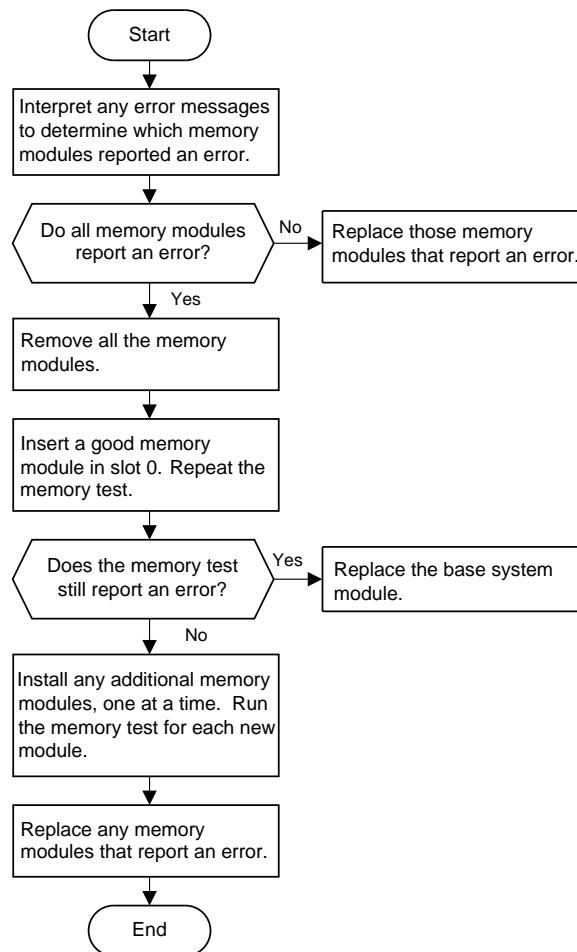 Start
Interpret any error messages
to determine which memory
modules reported an error.
Do all memory modules
report an error?
No
Replace those memory
modules that report an error.
Yes
Remove all the memory
modules.
Insert a good memory
module in slot 0.  Repeat the
memory test.
Does the memory test
still report an error?
Yes
Replace the base system
module.
No
Install any additional memory
modules, one at a time.  Run
the memory test for each new
module.
Replace any memory
modules that report an error.
End